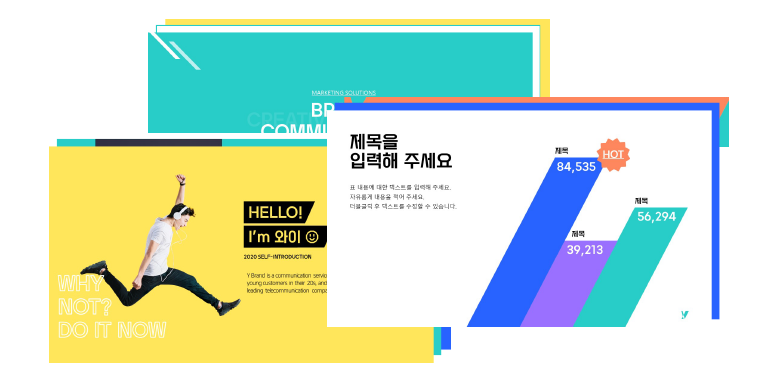 MARKETING SOLUTIONS
CREAT
BR
COMMU
HELLO!
I'm 와이
2020 SELF-INTRODUCTION
Y Brand is a communication servic
young customers in their 20s, and
leading telecommunication compa
WHY
NOT?
DO IT NOW
제목을
입력해 주세요
표 내용에 대한 텍스트를 입력해 주세요.
자유롭게 내용을 적어 주세요.
더블클릭 후 텍스트를 수정할 수 있습니다.
제목
84,535
HOT
제목
39,213
제목
56,294